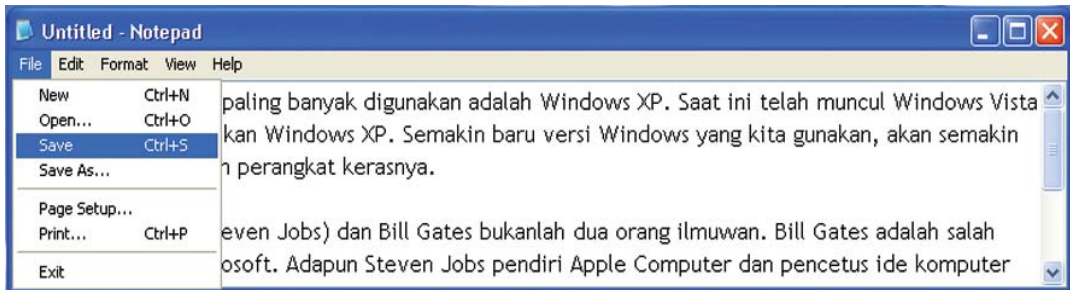 Untitled - Notepad
File Edit Format View Help
New Ctrl+N
Open... Ctrl+O
Save Ctrl+S
Save As...
Page Setup...
Print... Ctrl+P
Exit
paling banyak digunakan adalah Windows XP. Saat ini telah muncul Windows Vista
kan Windows XP. Semakin baru versi Windows yang kita gunakan, akan semakin
perangkat kerasnya.
even Jobs) dan Bill Gates bukanlah dua orang ilmuwan. Bill Gates adalah salah
osoft. Adapun Steven Jobs pendiri Apple Computer dan pencetus ide komputer